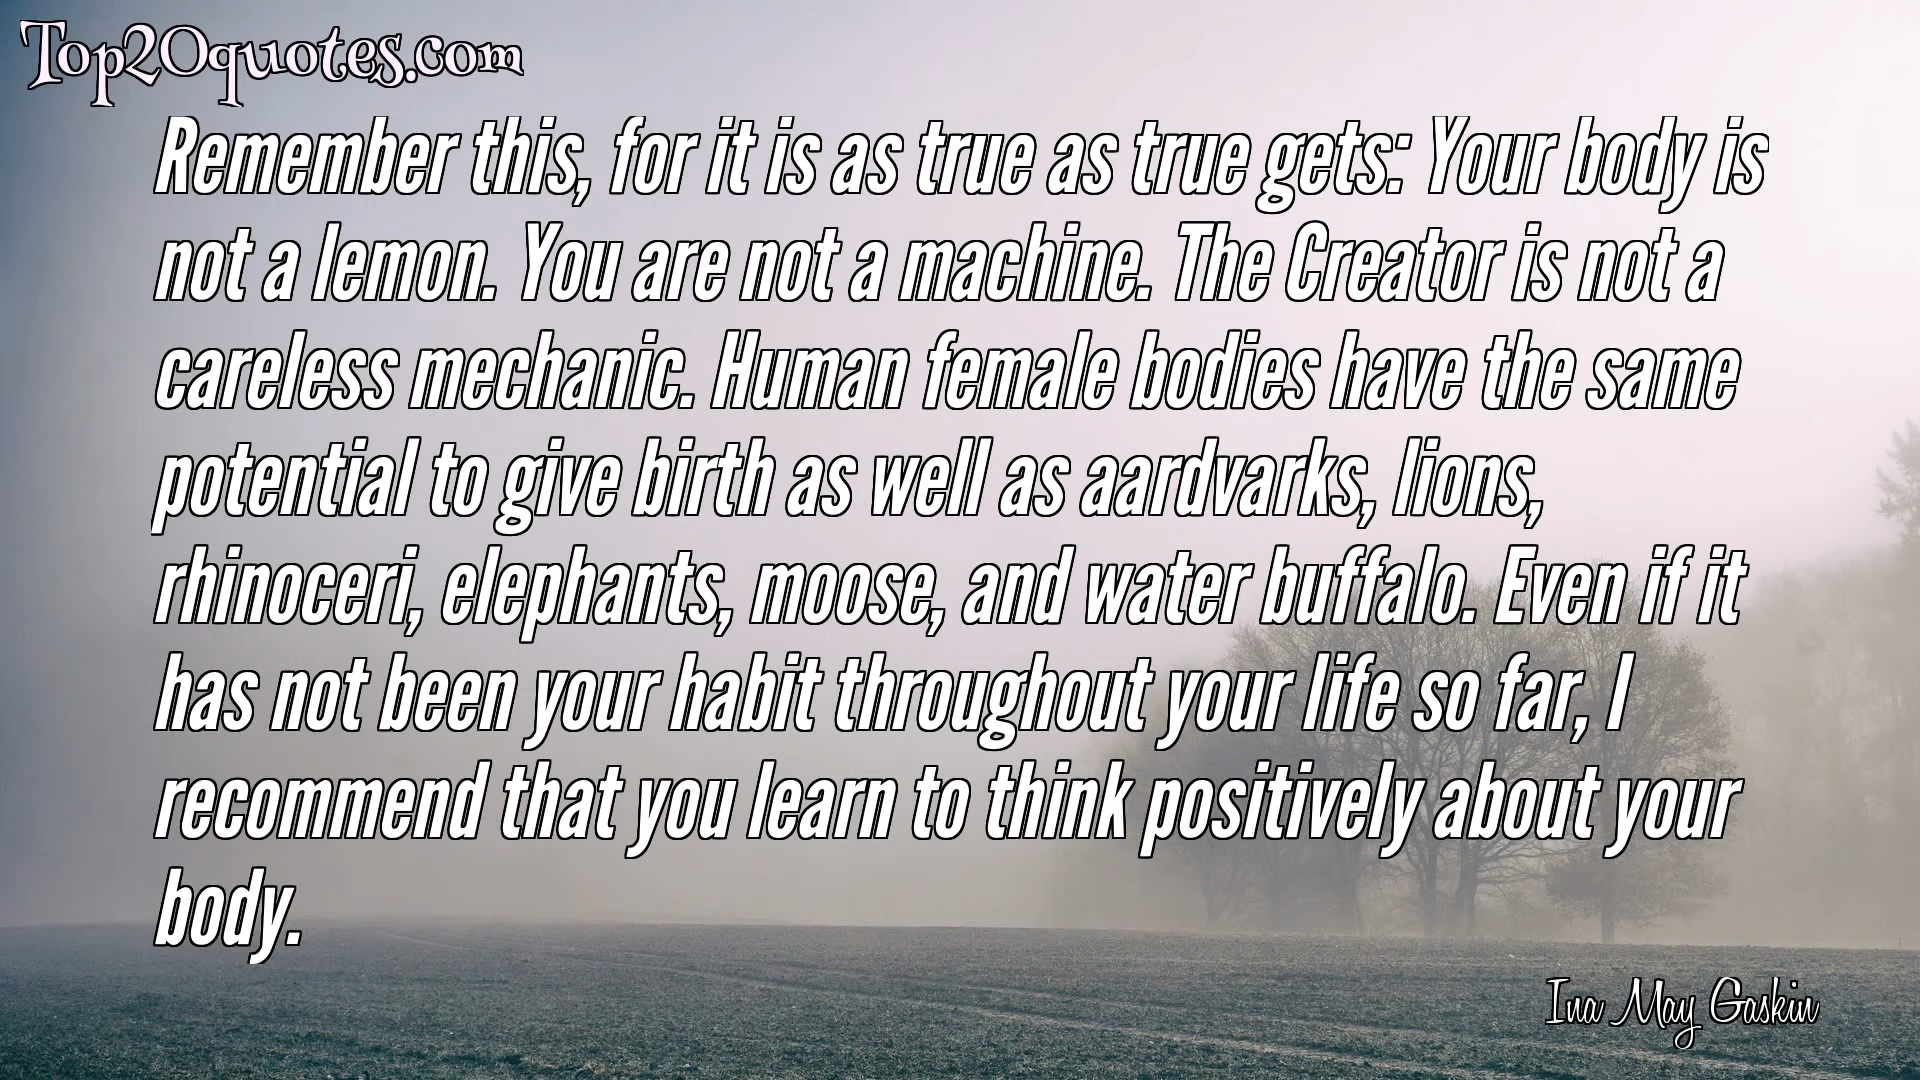 Top20quotes.com
Remember this, for it is as true as true gets: Your body is
not a lemon. You are not a machine. The Creator is not a
careless mechanic. Human female bodies have the same
potential to give birth as well as aardvarks, lions,
rhinoceri, elephants, moose, and water buffalo. Even if it
has not been your habit throughout your life so far, I
recommend that you learn to think positively about your
body.
Ina May Gaskin